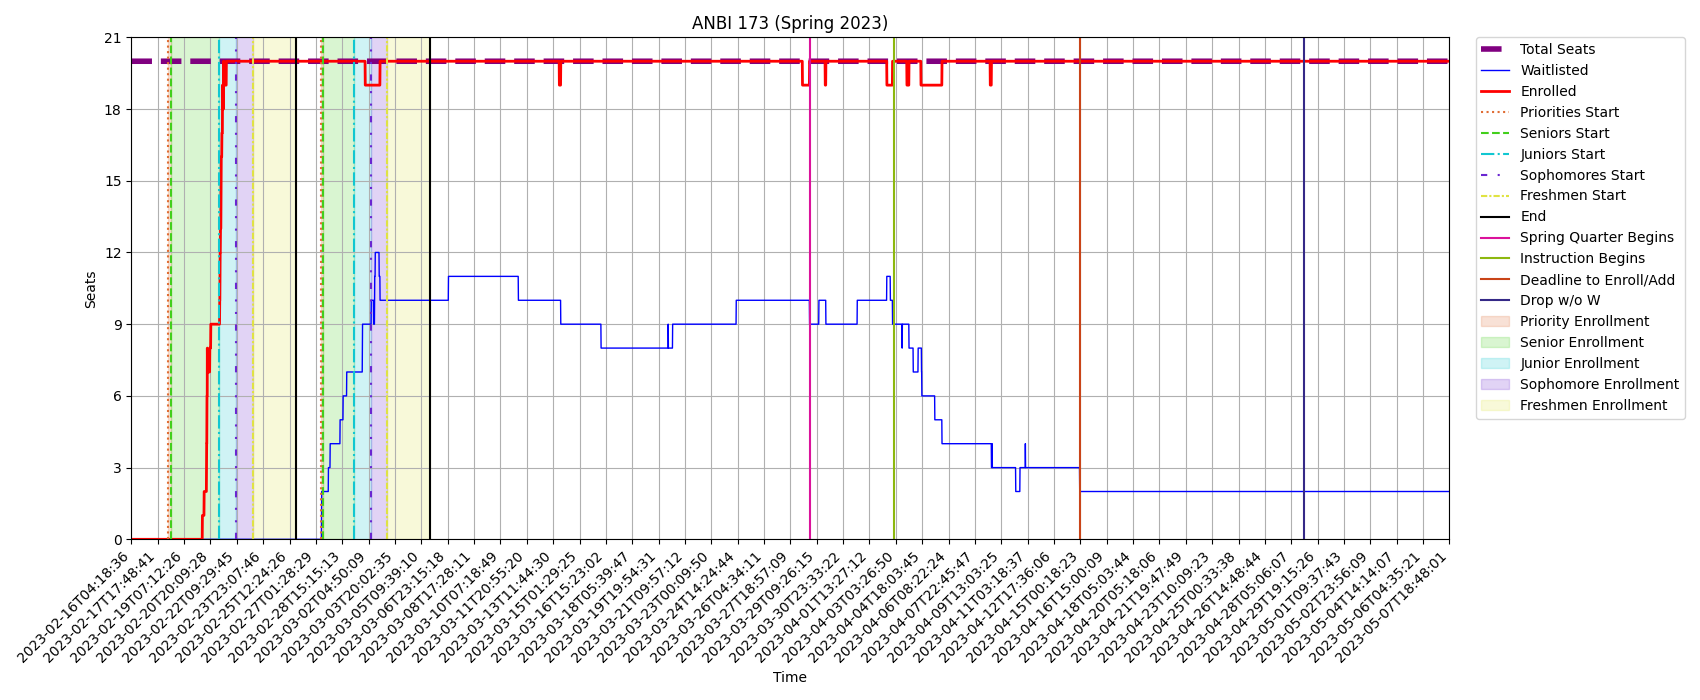 ANBI 173 (Spring 2023)
Seats
21
18
15
12
9
6
3
0
2023-02-16T04:18:36
2023-02-17T17:48:41
2023-02-19T07:12:26
2023-02-20T20:09:28
2023-02-22T09:29:45
2023-02-23T23:07:46
2023-02-25T12:24:26
2023-02-27T01:28:29
2023-02-28T15:15:13
2023-03-02T04:50:09
2023-03-03T20:02:35
2023-03-05T09:39:10
2023-03-06T23:15:18
2023-03-08T17:28:11
2023-03-10T07:18:49
2023-03-11T20:55:20
2023-03-13T11:44:30
2023-03-15T01:29:25
2023-03-16T15:23:02
2023-03-18T05:39:47
2023-03-19T19:54:31
2023-03-21T09:57:12
2023-03-23T00:09:50
2023-03-24T14:24:44
2023-03-26T04:34:11
2023-03-27T18:57:09
2023-03-29T09:26:15
2023-03-30T23:33:22
2023-04-01T13:27:12
2023-04-03T03:26:50
2023-04-04T18:03:45
2023-04-06T08:22:24
2023-04-07T22:45:47
2023-04-09T13:03:25
2023-04-11T03:18:37
2023-04-12T17:36:06
2023-04-15T00:18:23
2023-04-16T15:00:09
2023-04-18T05:03:44
2023-04-20T05:18:06
2023-04-21T19:47:49
2023-04-23T10:09:23
2023-04-25T00:33:38
2023-04-26T14:48:44
2023-04-28T05:06:07
2023-04-29T19:15:26
2023-05-01T09:37:43
2023-05-02T23:56:09
2023-05-04T14:14:07
2023-05-06T04:35:21
2023-05-07T18:48:01
Time
Total Seats
Waitlisted
Enrolled
Priorities Start
Seniors Start
Juniors Start
Sophomores Start
Freshmen Start
End
Spring Quarter Begins
Instruction Begins
Deadline to Enroll/Add
Drop w/o W
Priority Enrollment
Senior Enrollment
Junior Enrollment
Sophomore Enrollment
Freshmen Enrollment